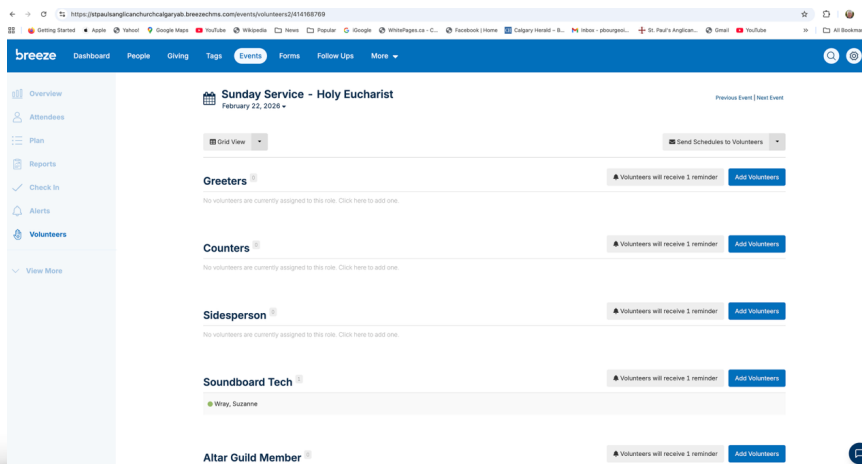 https://stpaulsanglicanchurchcalgaryab.breezechms.com/events/volunteers2/414168769
Getting Started Apple Yahoo! Google Maps YouTube Wikipedia News Popular iGoogle WhitePages.ca - C... Facebook | Home Calgary Herald – B... Inbox - pbourgeoi... St. Paul's Anglican... Gmail YouTube » All Bookmar
breeze Dashboard People Giving Tags Events Forms Follow Ups More
Overview
Attendees
Plan
Reports
Check In
Alerts
Volunteers
View More
Sunday Service - Holy Eucharist
February 22, 2026
Previous Event | Next Event
Grid View Send Schedules to Volunteers
Greeters Volunteers will receive 1 reminder Add Volunteers
No volunteers are currently assigned to this role. Click here to add one.
Counters Volunteers will receive 1 reminder Add Volunteers
No volunteers are currently assigned to this role. Click here to add one.
Sidesperson Volunteers will receive 1 reminder Add Volunteers
No volunteers are currently assigned to this role. Click here to add one.
Soundboard Tech Volunteers will receive 1 reminder Add Volunteers
Wray, Suzanne
Altar Guild Member Volunteers will receive 1 reminder Add Volunteers